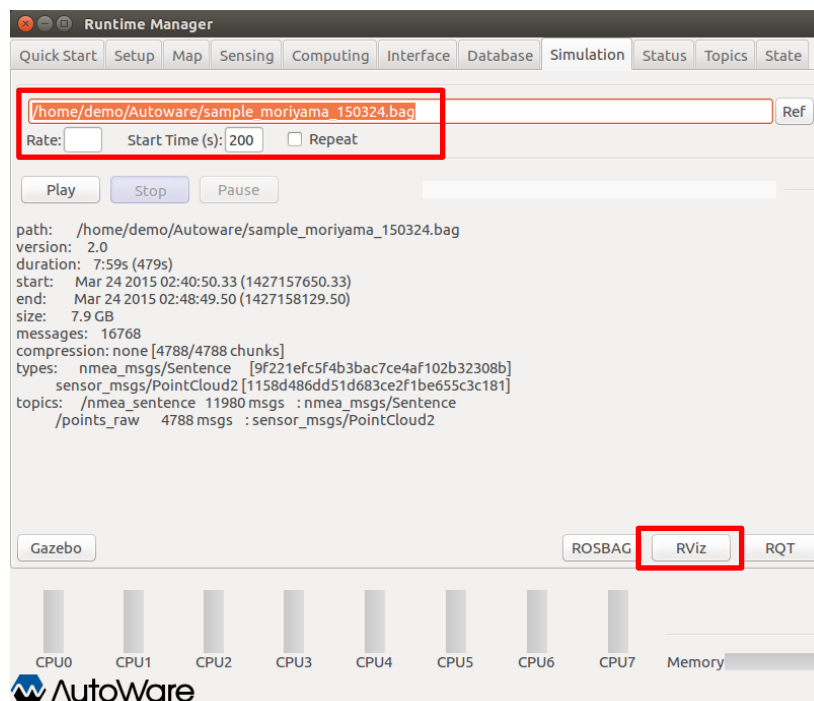 Runtime Manager
Quick Start Setup Map Sensing Computing Interface Database Simulation Status Topics State
/home/demo/Autoware/sample_moriyama_150324.bag Ref
Rate: Start Time (s): 200 Repeat
Play Stop Pause
path: /home/demo/Autoware/sample_moriyama_150324.bag
version: 2.0
duration: 7:59s (479s)
start: Mar 24 2015 02:40:50.33 (1427157650.33)
end: Mar 24 2015 02:48:49.50 (1427158129.50)
size: 7.9 GB
messages: 16768
compression: none [4788/4788 chunks]
types: nmea_msgs/Sentence [9f221efc5f4b3bac7ce4af102b32308b]
sensor_msgs/PointCloud2 [1158d486dd51d683ce2f1be655c3c181]
topics: /nmea_sentence 11980 msgs : nmea_msgs/Sentence
/points_raw 4788 msgs : sensor_msgs/PointCloud2
Gazebo ROSBAG RViz RQT
CPU0 CPU1 CPU2 CPU3 CPU4 CPU5 CPU6 CPU7 Memory
AutoWare